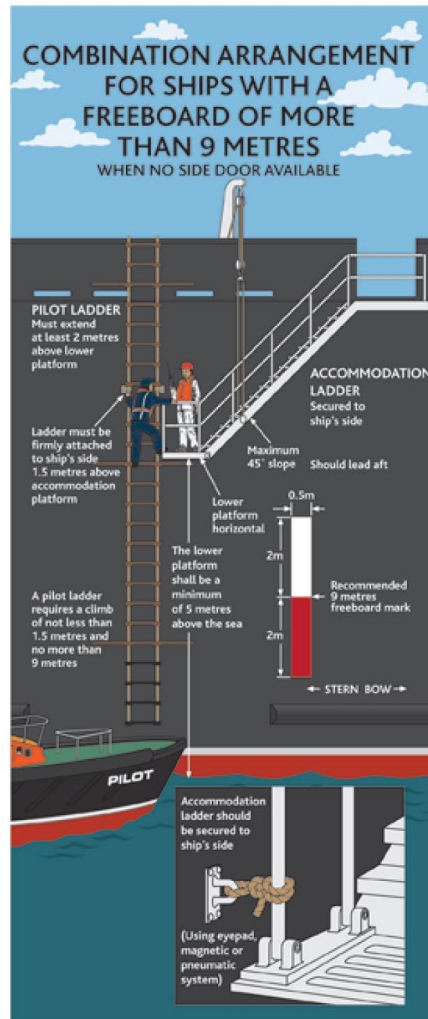 COMBINATION ARRANGEMENT
FOR SHIPS WITH A
FREEBOARD OF MORE
THAN 9 METRES
WHEN NO SIDE DOOR AVAILABLE
PILOT LADDER
Must extend
at least 2 metres
above lower
platform
Ladder must be
firmly attached
to ship's side
1.5 metres above
accommodation
platform
ACCOMMODATION
LADDER
Secured to
ship's side
Maximum
45° slope
Should lead aft
Lower
platform
horizontal
0.5m
2m
2m
Recommended
9 metres
freeboard mark
The lower
platform
shall be a
minimum
of 5 metres
above the sea
A pilot ladder
requires a climb
of not less than
1.5 metres and
no more than
9 metres
STERN BOW
PILOT
Accommodation
ladder should
be secured to
ship's side
(Using eyepad,
magnetic or
pneumatic
system)